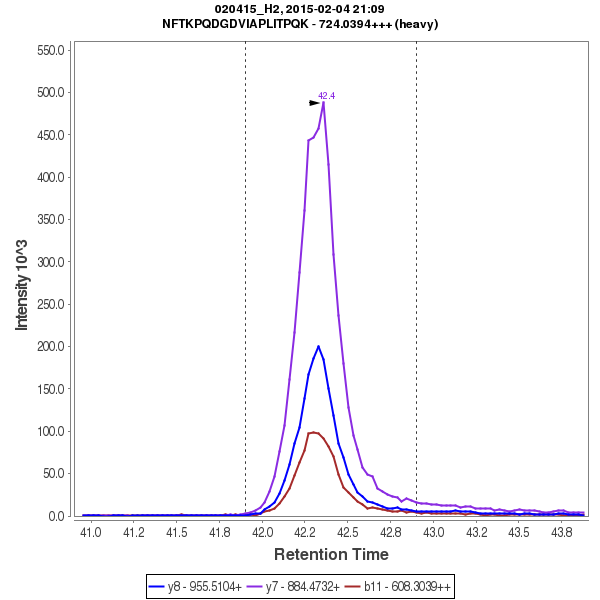 020415_H2, 2015-02-04 21:09
NFTKPQDGDVIAPLITPQK - 724.0394+++ (heavy)
Intensity 10^3
550.0
500.0
450.0
400.0
350.0
300.0
250.0
200.0
150.0
100.0
50.0
0.0
42.4
41.0 41.2 41.5 41.8 42.0 42.2 42.5 42.8 43.0 43.2 43.5 43.8
Retention Time
y8 - 955.5104+ y7 - 884.4732+ b11 - 608.3039++